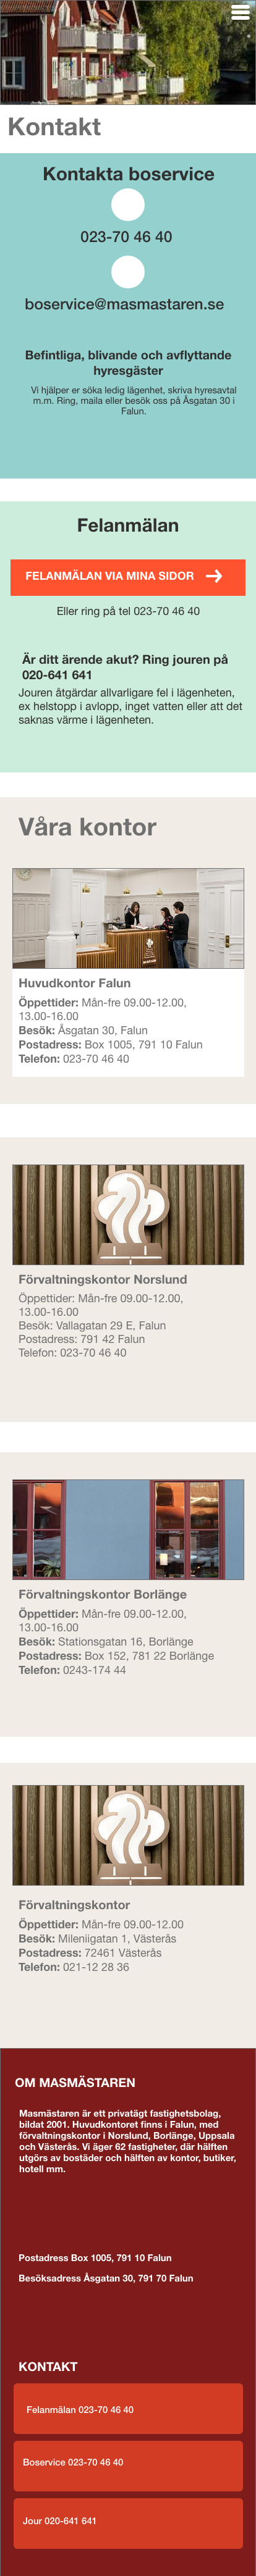 Kontakt
Kontakta boservice
023-70 46 40
boservice@masmastaren.se
Befintliga, blivande och avflyttande
hyresgäster
Vi hjälper er söka ledig lägenhet, skriva hyresavtal
m.m. Ring, maila eller besök oss på Åsgatan 30 i
Falun.
Felanmälan
FELANMÄLAN VIA MINA SIDOR
Eller ring på tel 023-70 46 40
Är ditt ärende akut? Ring jouren på
020-641 641
Jouren åtgärdar allvarligare fel i lägenheten,
ex helstopp i avlopp, inget vatten eller att det
saknas värme i lägenheten.
Våra kontor
Huvudkontor Falun
Öppettider: Mån-fre 09.00-12.00,
13.00-16.00
Besök: Åsgatan 30, Falun
Postadress: Box 1005, 791 10 Falun
Telefon: 023-70 46 40
Förvaltningskontor Norslund
Öppettider: Mån-fre 09.00-12.00,
13.00-16.00
Besök: Vallagatan 29 E, Falun
Postadress: 791 42 Falun
Telefon: 023-70 46 40
Förvaltningskontor Borlänge
Öppettider: Mån-fre 09.00-12.00,
13.00-16.00
Besök: Stationsgatan 16, Borlänge
Postadress: Box 152, 781 22 Borlänge
Telefon: 0243-174 44
Förvaltningskontor
Öppettider: Mån-fre 09.00-12.00
Besök: Mileniigatan 1, Västerås
Postadress: 72461 Västerås
Telefon: 021-12 28 36
OM MASMÄSTAREN
Masmästaren är ett privatägt fastighetsbolag,
bildat 2001. Huvudkontoret finns i Falun, med
förvaltningskontor i Norslund, Borlänge, Uppsala
och Västerås. Vi äger 62 fastigheter, där hälften
utgörs av bostäder och hälften av kontor, butiker,
hotell mm.
Postadress Box 1005, 791 10 Falun
Besöksadress Åsgatan 30, 791 70 Falun
KONTAKT
Felanmälan 023-70 46 40
Boservice 023-70 46 40
Jour 020-641 641